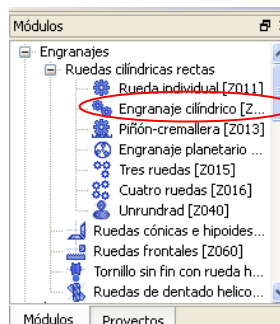 Módulos
Engranajes
Ruedas cilíndricas rectas
Rueda individual [Z011]
Engranaje cilíndrico [Z...
Piñón-cremallera [Z013]
Engranaje planetario ...
Tres ruedas [Z015]
Cuatro ruedas [Z016]
Unrundrad [Z040]
Ruedas cónicas e hipoides...
Ruedas frontales [Z060]
Tornillo sin fin con rueda h...
Ruedas de dentado helico...
Módulos Proyectos